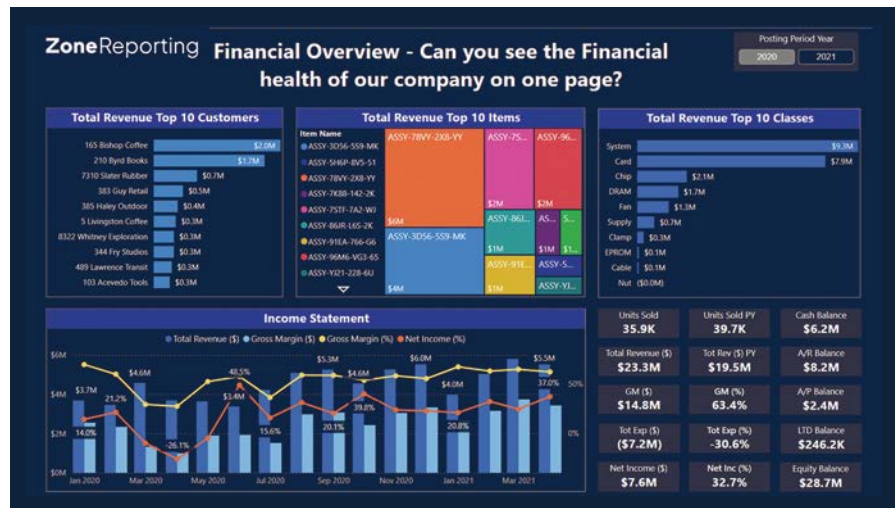 ZoneReporting
Financial Overview - Can you see the Financial
health of our company on one page?
Posting Period Year
2020
2021
Total Revenue Top 10 Customers
165 Bishop Coffee
$2.0M
210 Byrd Books
$1.7M
7310 Slater Rubber
$0.7M
383 Guy Retail
$0.5M
385 Haley Outdoor
$0.4M
5 Livingston Coffee
$0.3M
8322 Whitney Exploration
$0.3M
344 Fry Studios
$0.3M
489 Lawrence Transit
$0.3M
103 Acevedo Tools
$0.3M
Total Revenue Top 10 Items
Item Name
ASSY-3D56-5S9-MK
ASSY-5H6P-8V5-51
ASSY-78VY-2X8-YY
ASSY-7K88-142-2K
ASSY-7STF-7A2-WJ
ASSY-86JR-L6S-2K
ASSY-91EA-766-G6
ASSY-96M6-VG3-65
ASSY-YJ21-228-6U
ASSY-78VY-2X8-YY
$6M
ASSY-3D56-5S9-MK
$4M
ASSY-7S...
$2M
ASSY-96...
$2M
ASSY-86J...
$1M
AS...
$1M
S...
$1...
ASSY-91E...
$1M
ASSY-5...
ASSY-YJ...
Total Revenue Top 10 Classes
System
$9.3M
Card
$7.9M
Chip
$2.1M
DRAM
$1.7M
Fan
$1.3M
Supply
$0.7M
Clamp
$0.3M
EPROM
$0.1M
Cable
$0.1M
Nut
($0.0M)
Income Statement
Total Revenue ($) Gross Margin ($) Gross Margin (%) Net Income (%)
$6M
$4M
$2M
$0M
50%
0%
$3.7M
$4.6M
$3.4M
$5.3M
$4.6M
$6.0M
$4.0M
$5.5M
14.0%
21.2%
-26.1%
48.5%
15.6%
20.1%
39.8%
20.8%
37.0%
Jan 2020
Mar 2020
May 2020
Jul 2020
Sep 2020
Nov 2020
Jan 2021
Mar 2021
Units Sold
35.9K
Units Sold PY
39.7K
Cash Balance
$6.2M
Total Revenue ($)
$23.3M
Tot Rev ($) PY
$19.5M
A/R Balance
$8.2M
GM ($)
$14.8M
GM (%)
63.4%
A/P Balance
$2.4M
Tot Exp ($)
($7.2M)
Tot Exp (%)
-30.6%
LTD Balance
$246.2K
Net Income ($)
$7.6M
Net Inc (%)
32.7%
Equity Balance
$28.7M